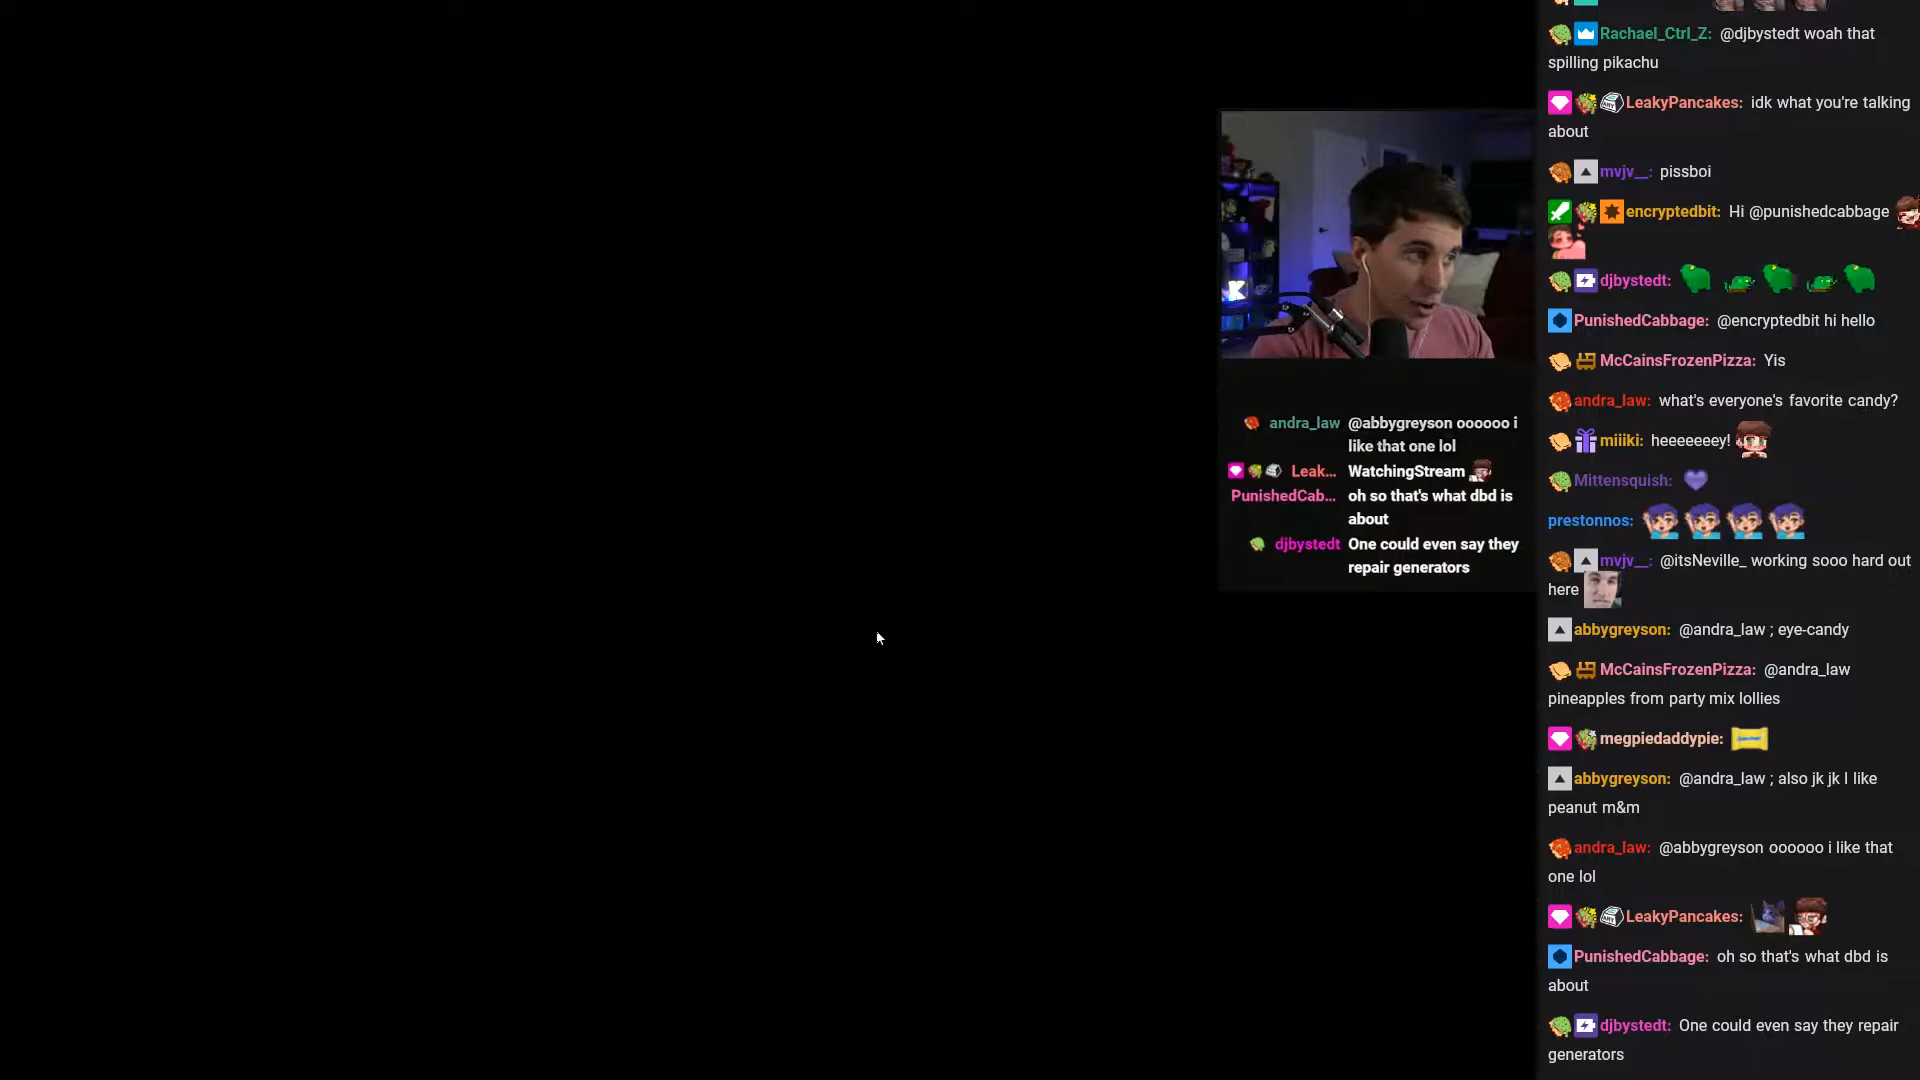 Rachael_Ctrl_Z: @djbystedt woah that
spilling pikachu
LeakyPancakes: idk what you're talking
about
mvjv__: pissboi
encryptedbit: Hi @punishedcabbage
djbystedt:
PunishedCabbage: @encryptedbit hi hello
McCainsFrozenPizza: Yis
andra_law: what's everyone's favorite candy?
miiiki: heeeeeeey!
Mittensquish:
prestonnos:
mvjv__: @itsNeville_ working sooo hard out
here
abbygreyson: @andra_law ; eye-candy
McCainsFrozenPizza: @andra_law
pineapples from party mix lollies
megpiedaddypie:
abbygreyson: @andra_law ; also jk jk I like
peanut m&m
andra_law: @abbygreyson oooooo i like that
one lol
LeakyPancakes:
PunishedCabbage: oh so that's what dbd is
about
djbystedt: One could even say they repair
generators
K
andra_law @abbygreyson oooooo i
like that one lol
Leak... WatchingStream
PunishedCab... oh so that's what dbd is
about
djbystedt One could even say they
repair generators